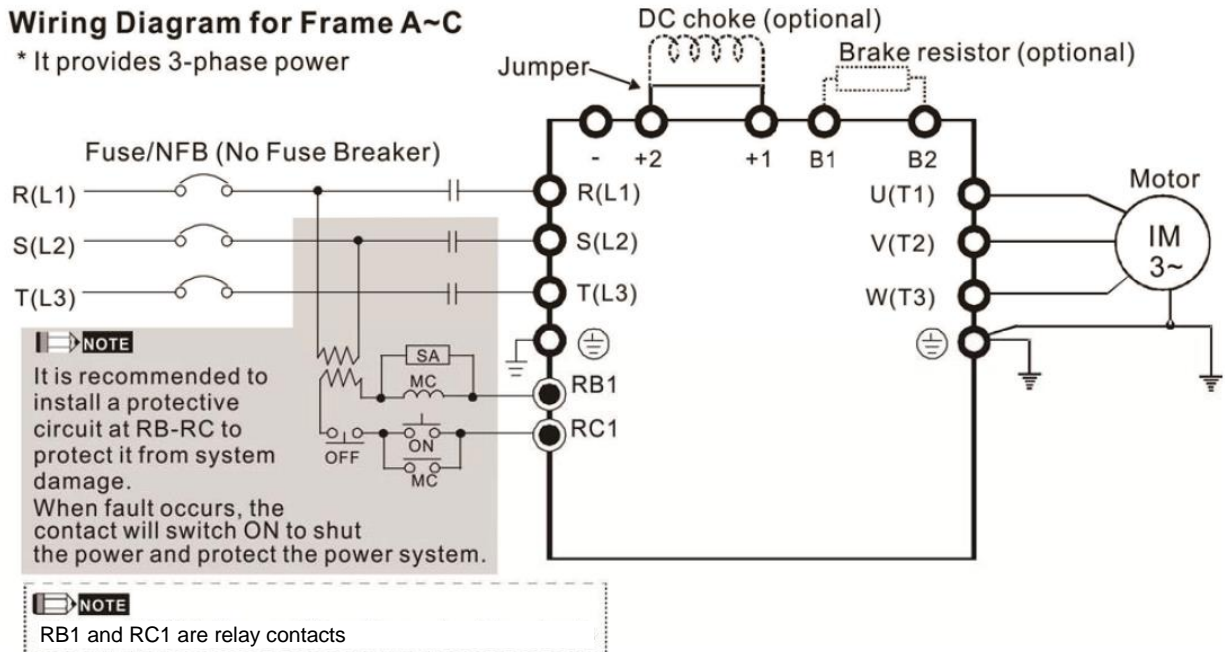 Wiring Diagram for Frame A~C
* It provides 3-phase power
DC choke (optional)
Jumper
Brake resistor (optional)
- +2 +1 B1 B2
Fuse/NFB (No Fuse Breaker)
R(L1)
S(L2)
T(L3)
R(L1)
S(L2)
T(L3)
RB1
RC1
U(T1)
V(T2)
W(T3)
Motor
IM
3~
SA
MC
OFF
ON
MC
NOTE
It is recommended to
install a protective
circuit at RB-RC to
protect it from system
damage.
When fault occurs, the
contact will switch ON to shut
the power and protect the power system.
NOTE
RB1 and RC1 are relay contacts